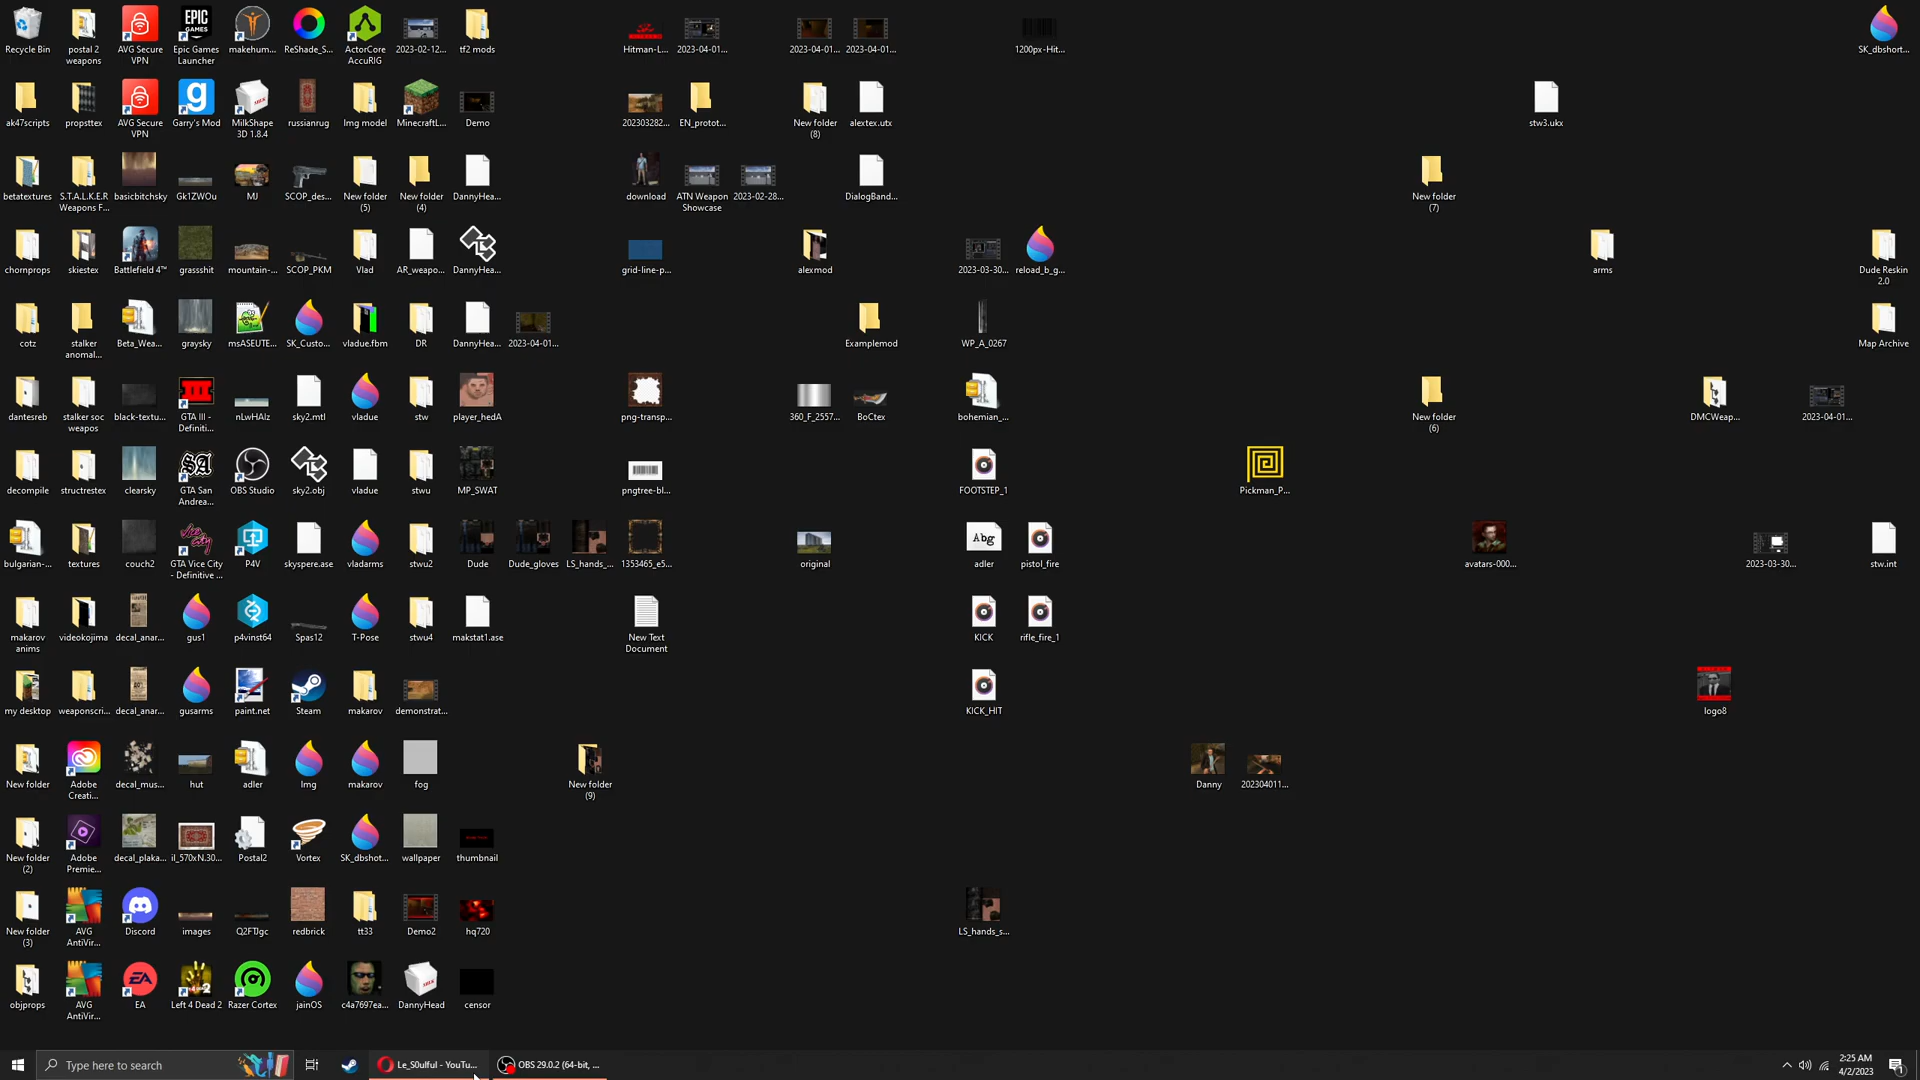 Recycle Bin
postal 2
weapons
AVG Secure
VPN
Epic Games
Launcher
makehum...
ReShade_S...
ActorCore
AccuRIG
2023-02-12...
tf2 mods
Hitman-L...
2023-04-01...
2023-04-01...
2023-04-01...
1200px-Hit...
SK_dbshort...
ak47scripts
propsttex
AVG Secure
VPN
Garry's Mod
MilkShape
3D 1.8.4
russianrug
Img model
MinecraftL...
Demo
202303282...
EN_protot...
New folder
(8)
alextex.utx
stw3.ukx
betatextures
S.T.A.L.K.E.R
Weapons F...
basicbitchsky
Gk1ZWOu
MJ
SCOP_des...
New folder
(5)
New folder
(4)
DannyHea...
download
ATN Weapon
Showcase
2023-02-28...
DialogBand...
New folder
(7)
chornprops
skiestex
Battlefield 4™
grassshit
mountain-...
SCOP_PKM
Vlad
AR_weapo...
DannyHea...
grid-line-p...
alexmod
2023-03-30...
reload_b_g...
arms
Dude Reskin
2.0
cotz
stalker
anomal...
Beta_Wea...
graysky
msASEUTE...
SK_Custo...
vladue.fbm
DR
DannyHea...
2023-04-01...
Examplemod
WP_A_0267
Map Archive
dantesreb
stalker soc
weapos
black-textu...
GTA III -
Definiti...
nLwHAIz
sky2.mtl
vladue
stw
player_hedA
png-transp...
360_F_2557...
BoCtex
bohemian_...
New folder
(6)
DMCWeap...
2023-04-01...
decompile
structrestex
clearsky
GTA San
Andrea...
OBS Studio
sky2.obj
vladue
stwu
MP_SWAT
pngtree-bl...
FOOTSTEP_1
Pickman_P...
bulgarian-...
textures
couch2
GTA Vice City
- Definitive ...
P4V
skyspere.ase
vladarms
stwu2
Dude
Dude_gloves
LS_hands_...
1353465_e5...
original
Abg
adler
pistol_fire
avatars-000...
2023-03-30...
stw.int
makarov
anims
videokojima
decal_anar...
gus1
p4vinst64
Spas12
T-Pose
stwu4
makstat1.ase
New Text
Document
KICK
rifle_fire_1
my desktop
weaponscri...
decal_anar...
gusarms
paint.net
Steam
makarov
demonstrat...
KICK_HIT
logo8
New folder
Adobe
Creati...
decal_mus...
hut
adler
Img
makarov
fog
New folder
(9)
Danny
202304011...
New folder
(2)
Adobe
Premie...
decal_plaka...
il_570xN.30...
Postal2
Vortex
SK_dbshot...
wallpaper
thumbnail
New folder
(3)
AVG
AntiVir...
Discord
images
Q2FTJgc
redbrick
tt33
Demo2
hq720
LS_hands_s...
objprops
AVG
AntiVir...
EA
Left 4 Dead 2
Razer Cortex
jainOS
c4a7697ea...
DannyHead
censor
Type here to search
Le_S0ulful - YouTu...
OBS 29.0.2 (64-bit, ...
2:25 AM
4/2/2023